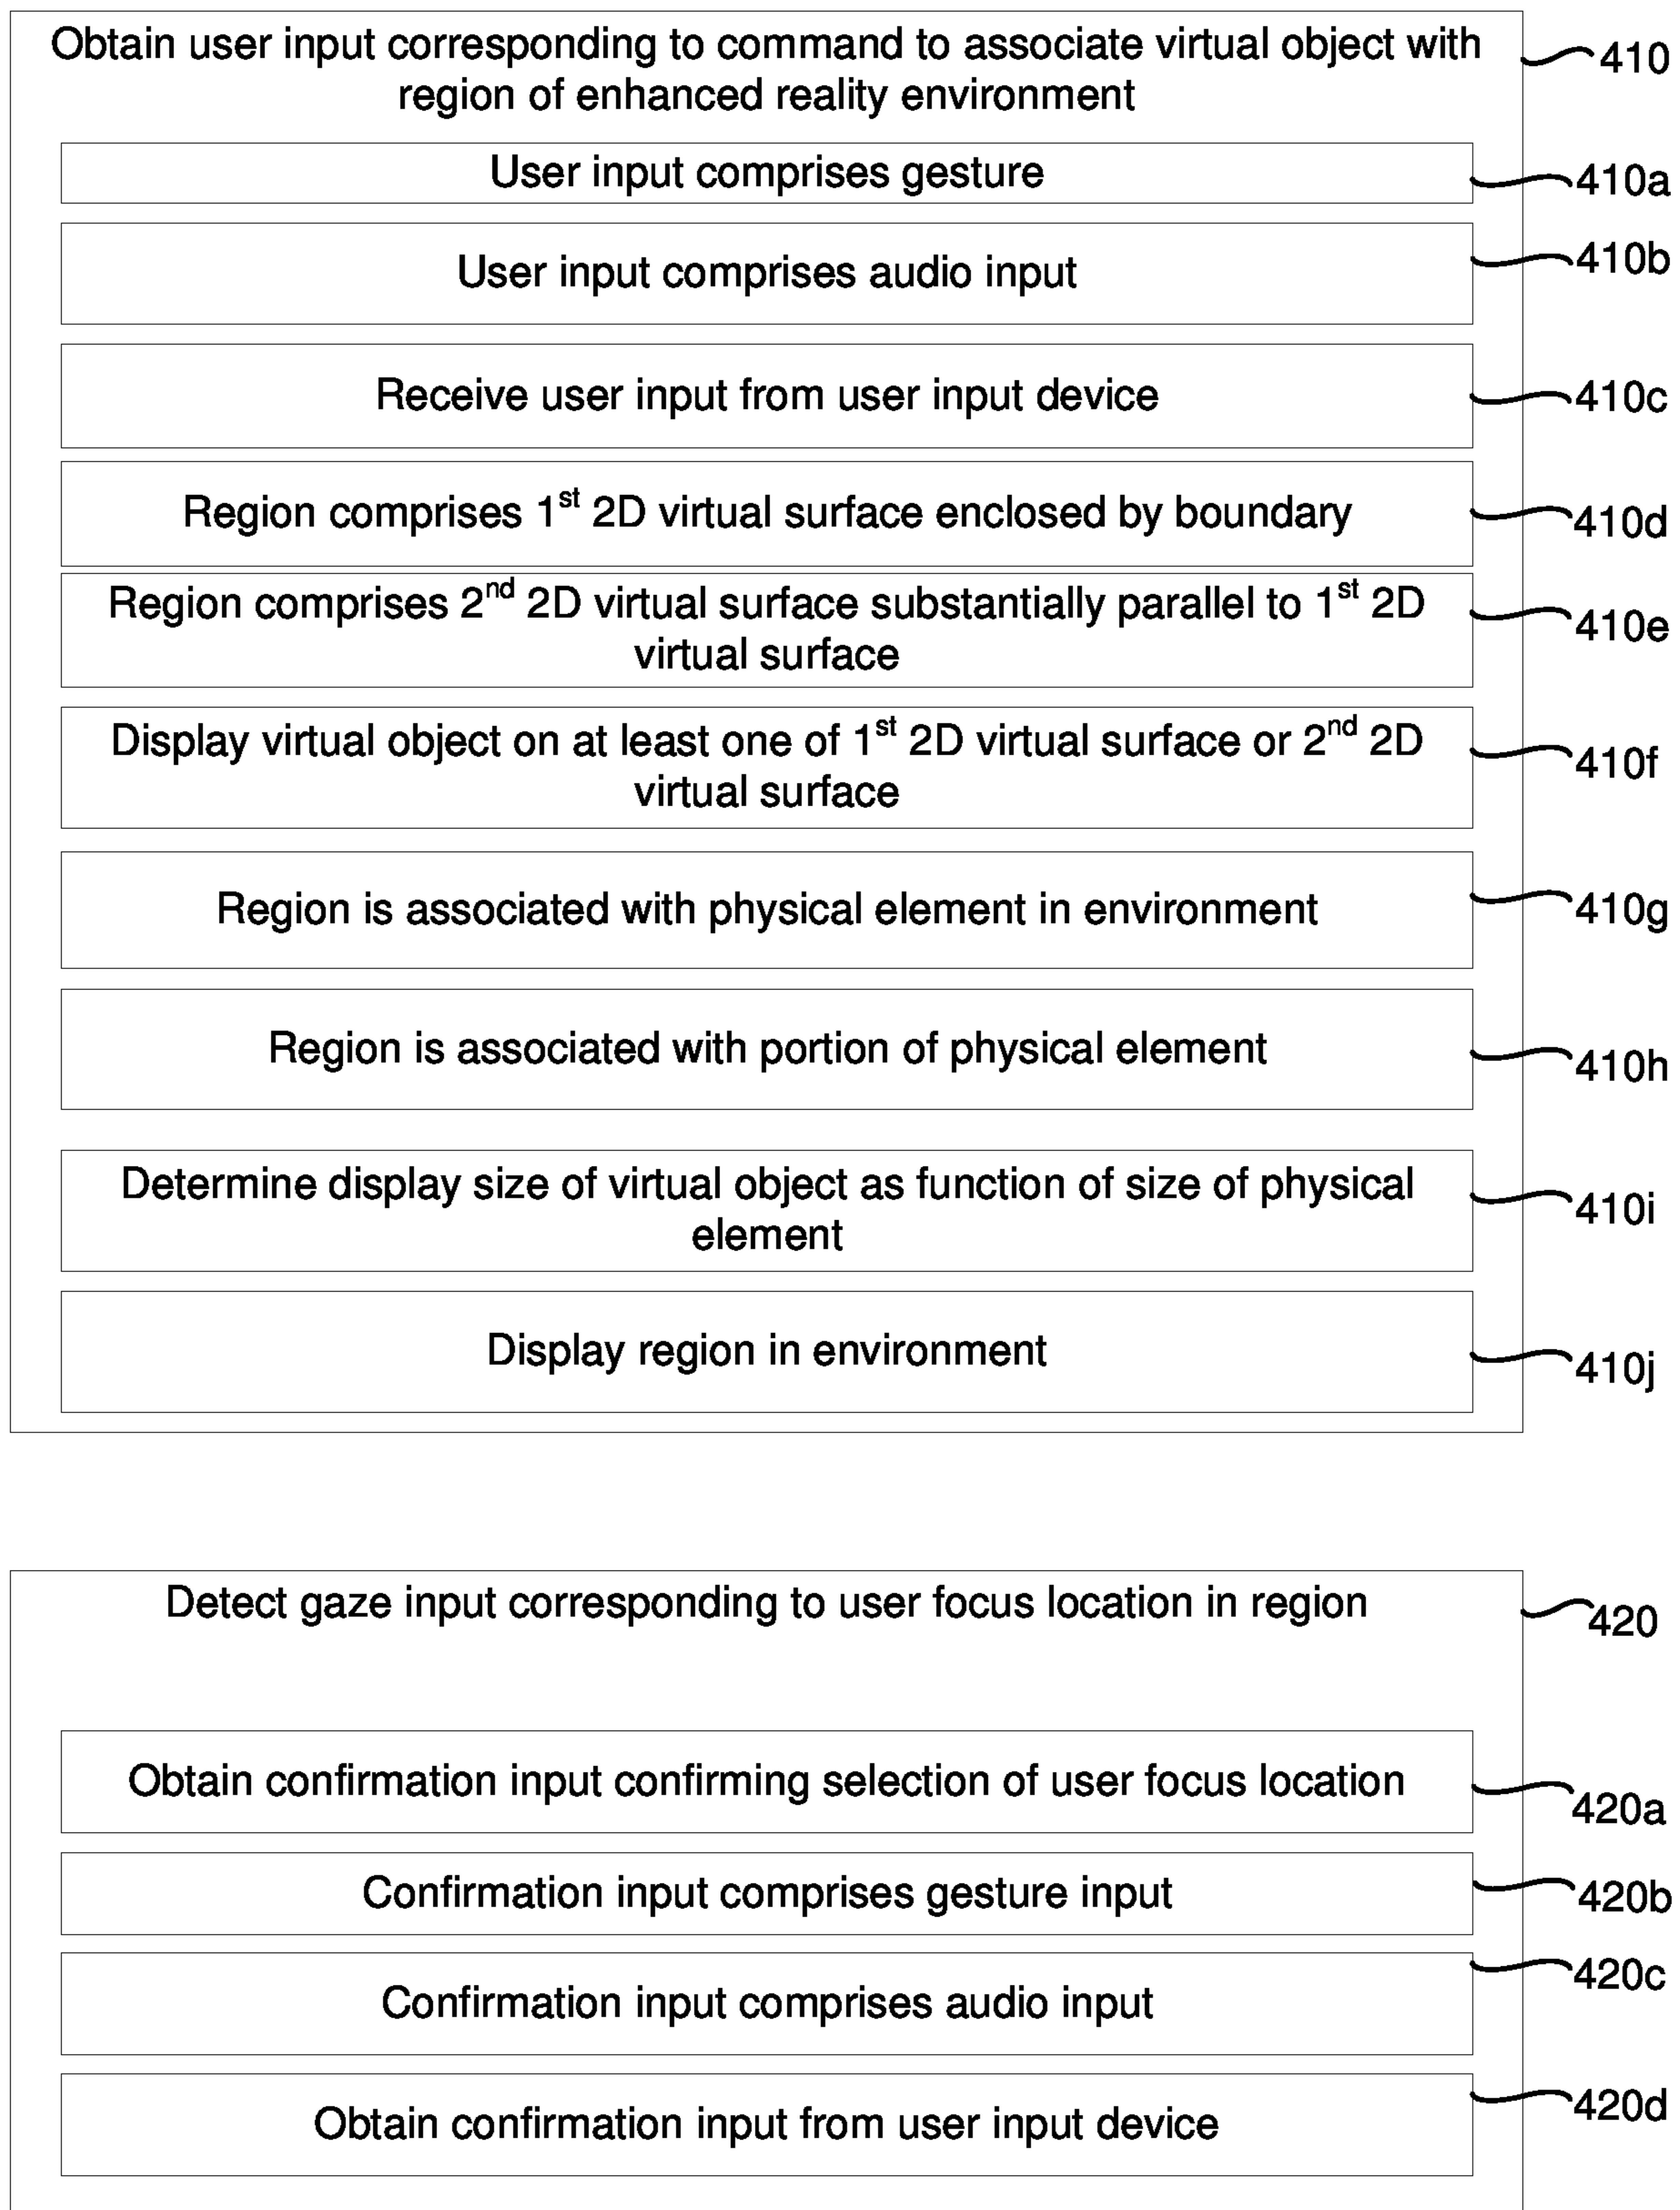 Obtain user input corresponding to command to associate virtual object with
region of enhanced reality environment
410
User input comprises gesture
410a
User input comprises audio input
410b
Receive user input from user input device
410c
Region comprises 1st 2D virtual surface enclosed by boundary
410d
Region comprises 2nd 2D virtual surface substantially parallel to 1st 2D
virtual surface
410e
Display virtual object on at least one of 1st 2D virtual surface or 2nd 2D
virtual surface
410f
Region is associated with physical element in environment
410g
Region is associated with portion of physical element
410h
Determine display size of virtual object as function of size of physical
element
410i
Display region in environment
410j
Detect gaze input corresponding to user focus location in region
420
Obtain confirmation input confirming selection of user focus location
420a
Confirmation input comprises gesture input
420b
Confirmation input comprises audio input
420c
Obtain confirmation input from user input device
420d